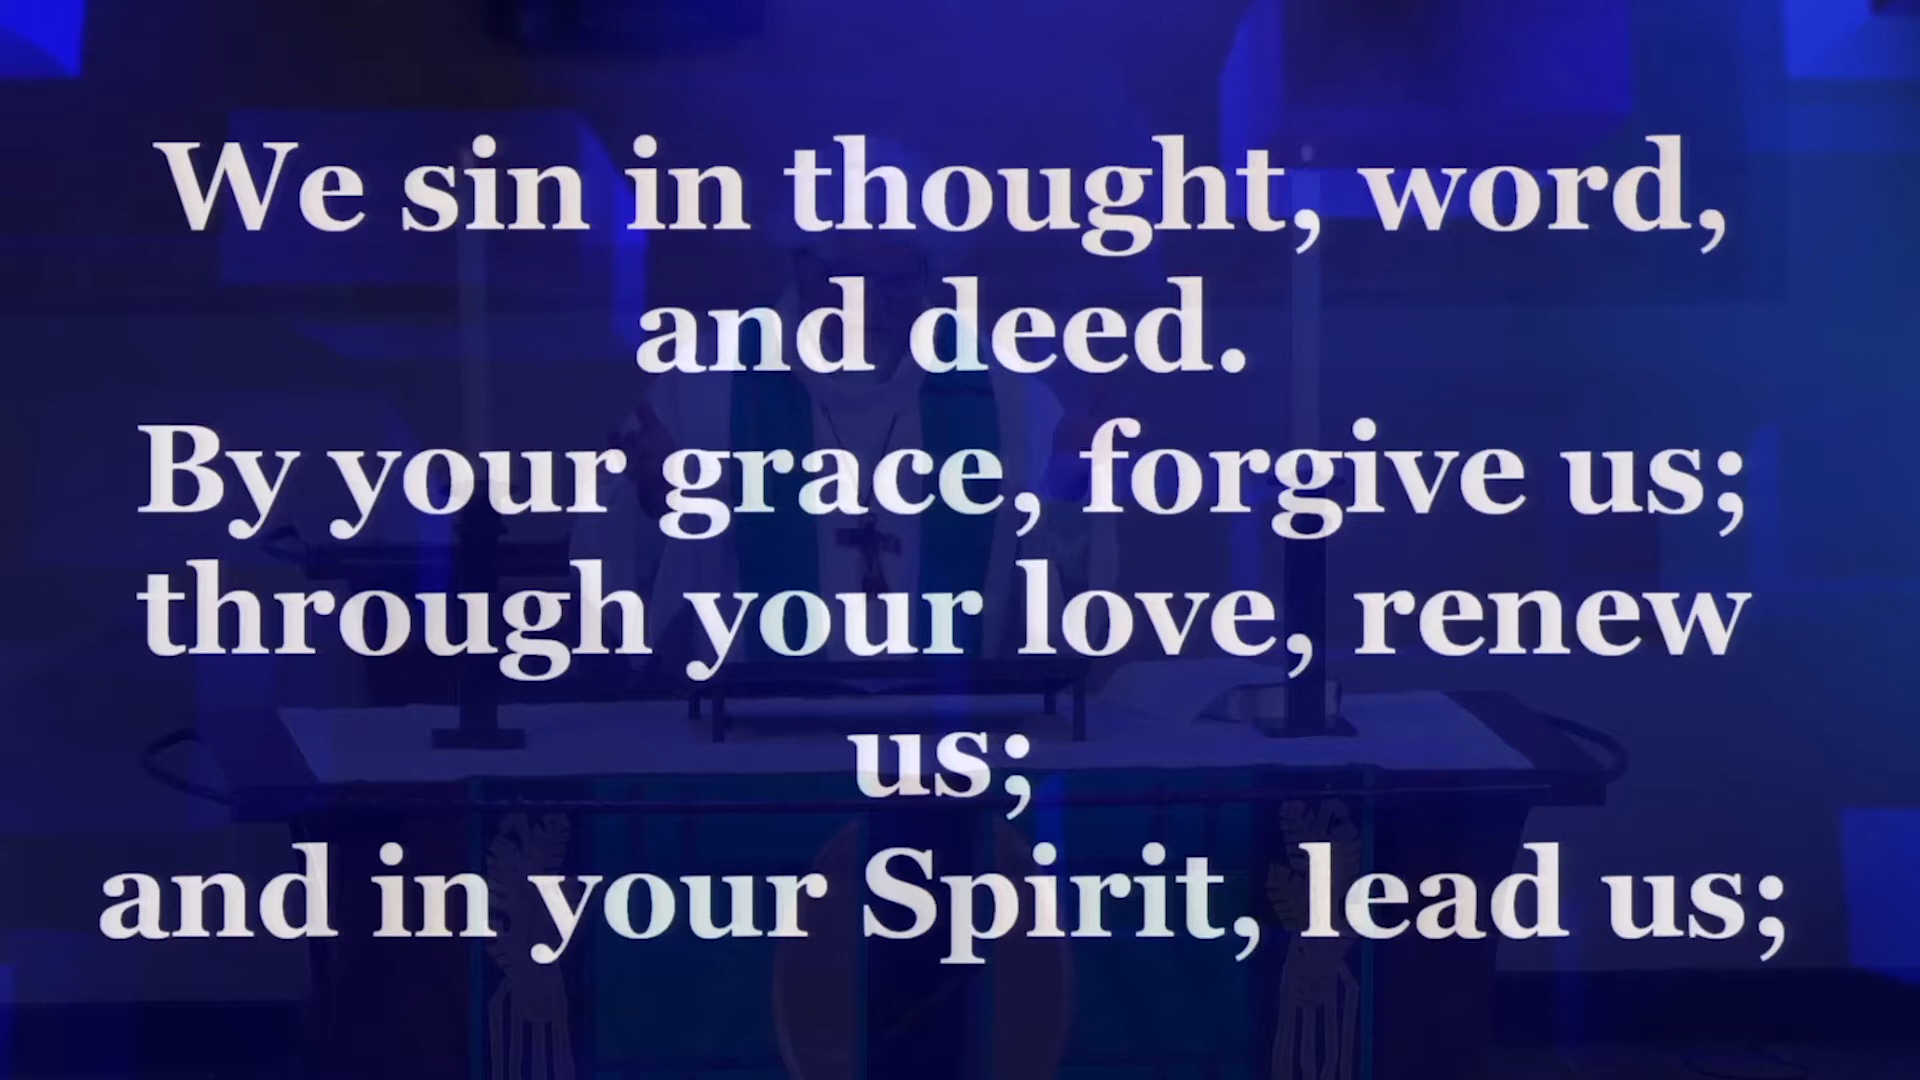 We sin in thought, word,
and deed.
By your grace, forgive us;
through your love, renew
us;
and in your Spirit, lead us;